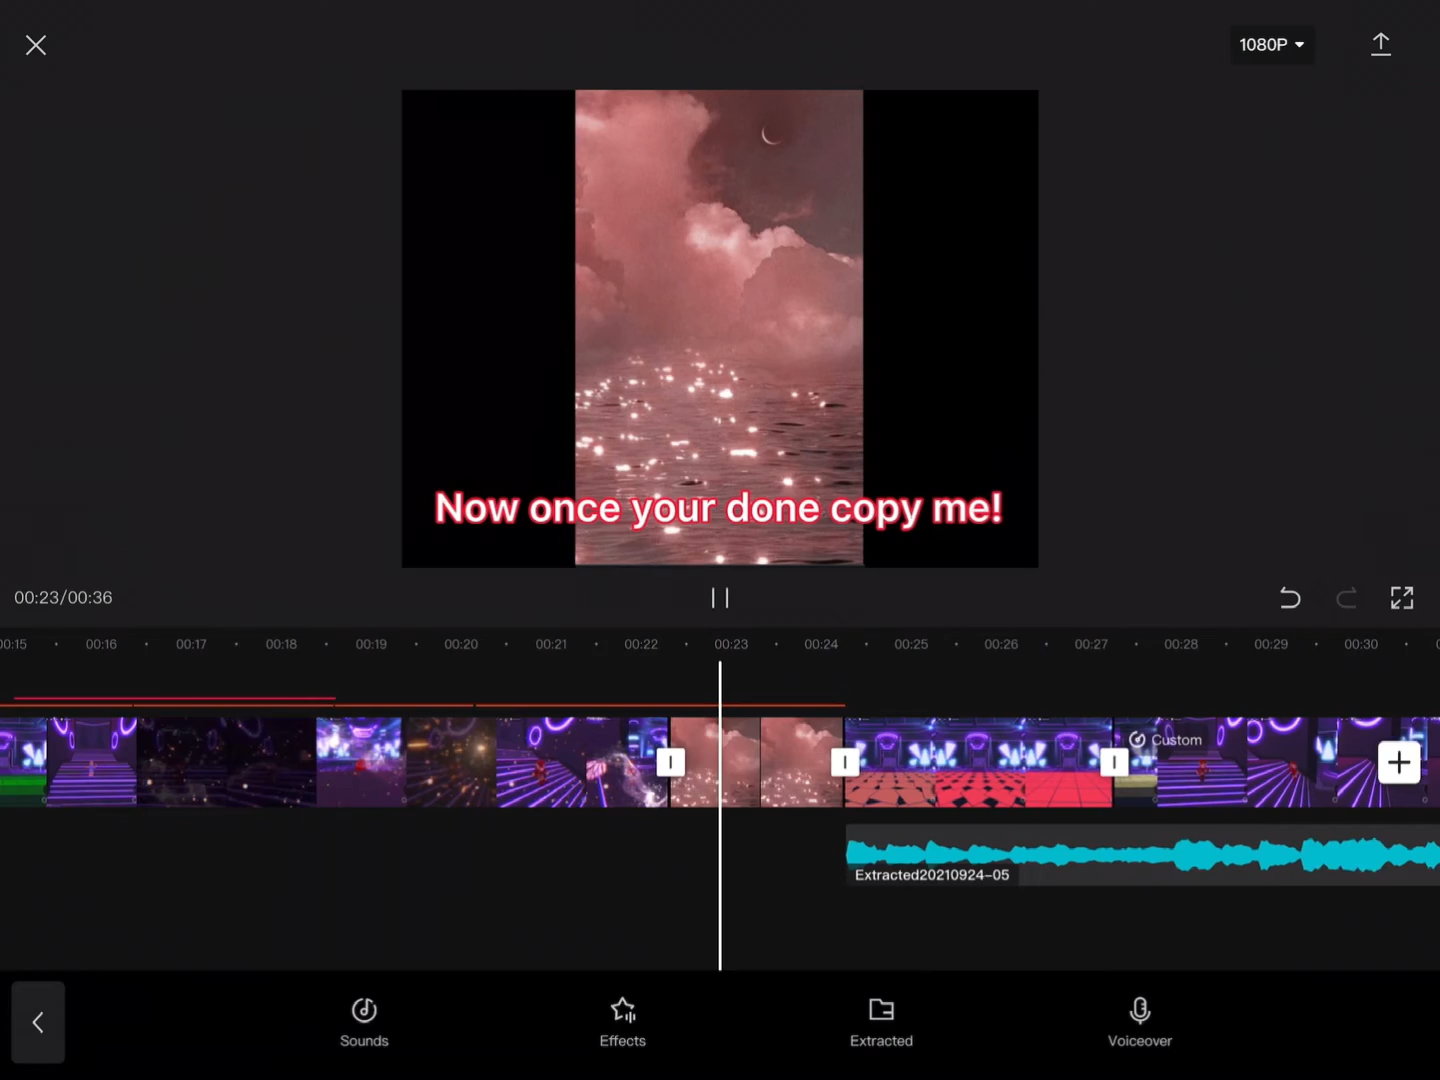 1080P
Now once your done copy me!
00:23/00:36
0:15 00:16 00:17 00:18 00:19 00:20 00:21 00:22 00:23 00:24 00:25 00:26 00:27 00:28 00:29 00:30
Custom
Extracted20210924-05
Sounds
Effects
Extracted
Voiceover